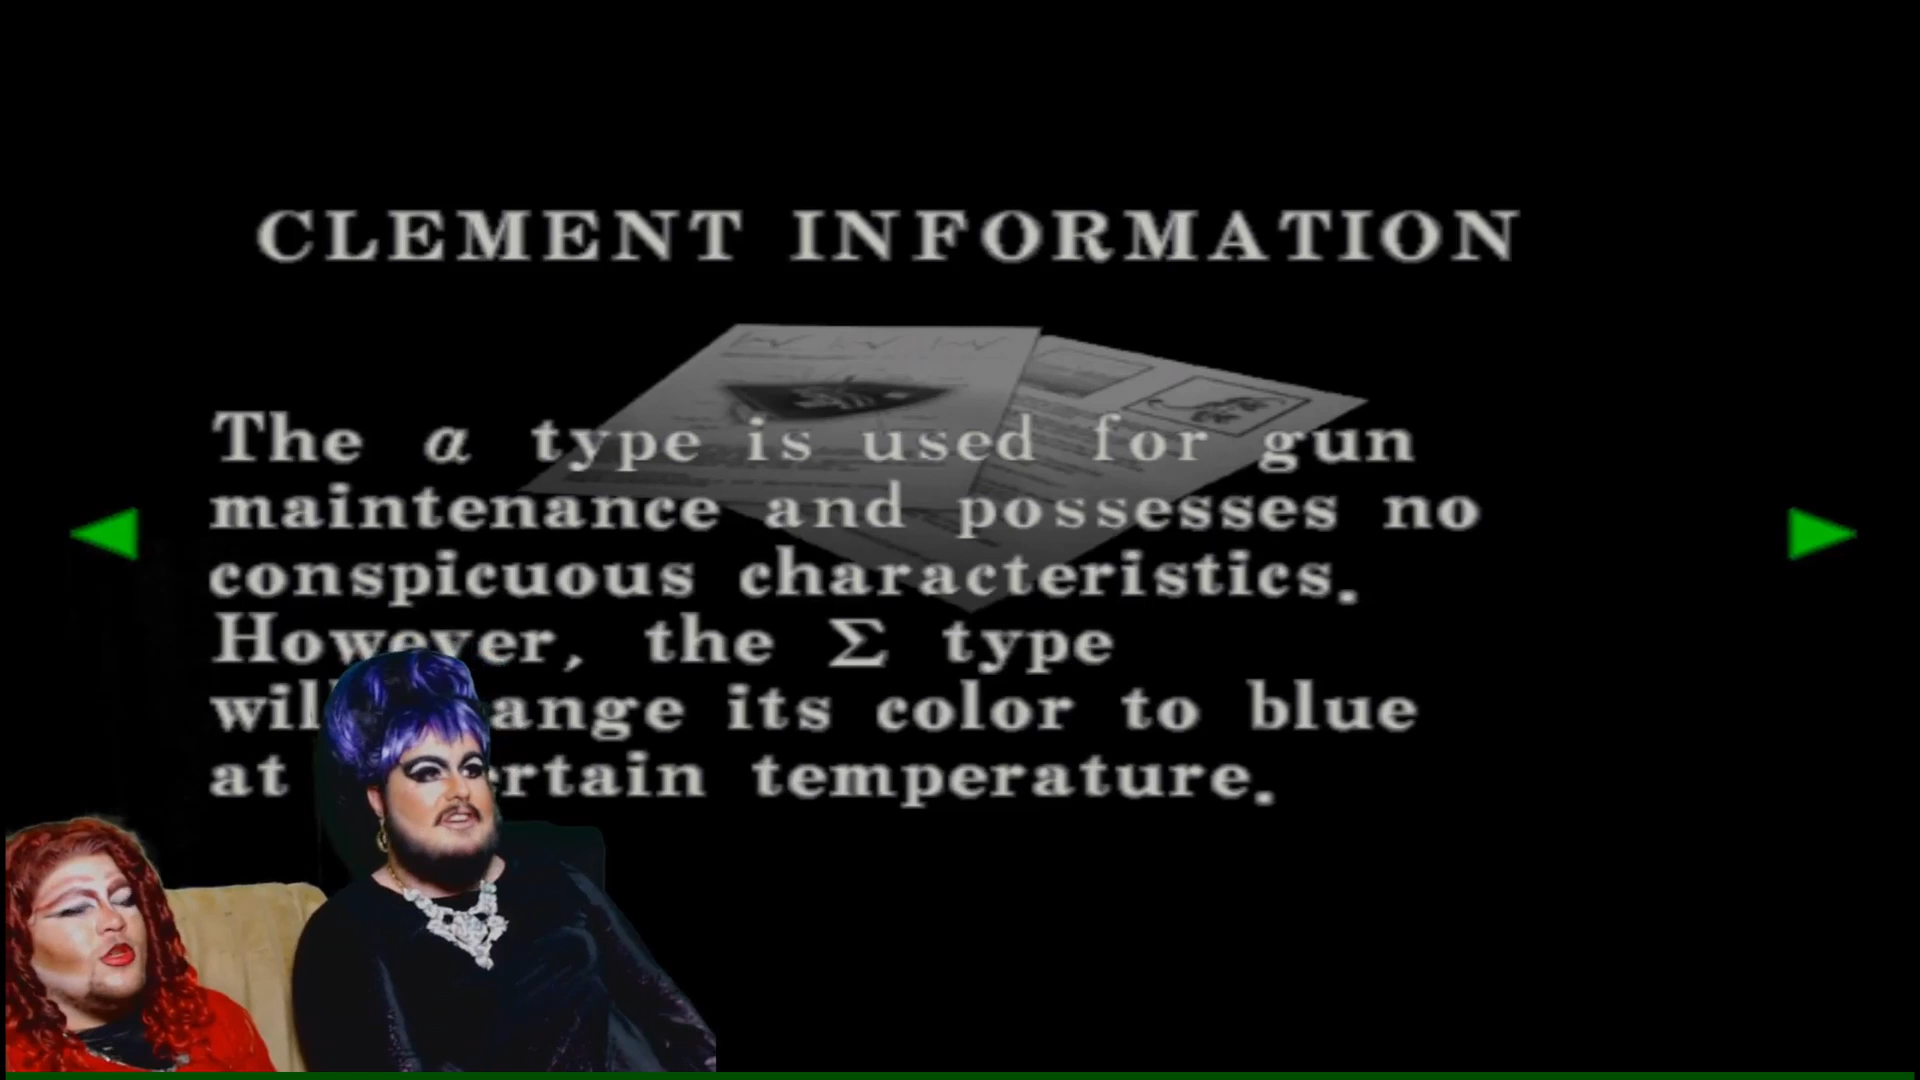 CLEMENT INFORMATION
The α type is used for gun
maintenance and possesses no
conspicuous characteristics.
However, the Σ type
its color to blue
at temperature.